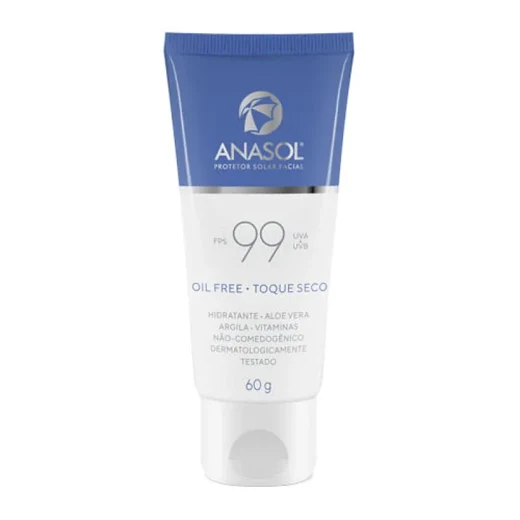 ANASOL®
PROTETOR SOLAR FACIAL
FPS 99 UVA + UVB
OIL FREE • TOQUE SECO
HIDRATANTE • ALOE VERA
ARGILA • VITAMINAS
NÃO-COMEDOGÊNICO
DERMATOLOGICAMENTE
TESTADO
60 g